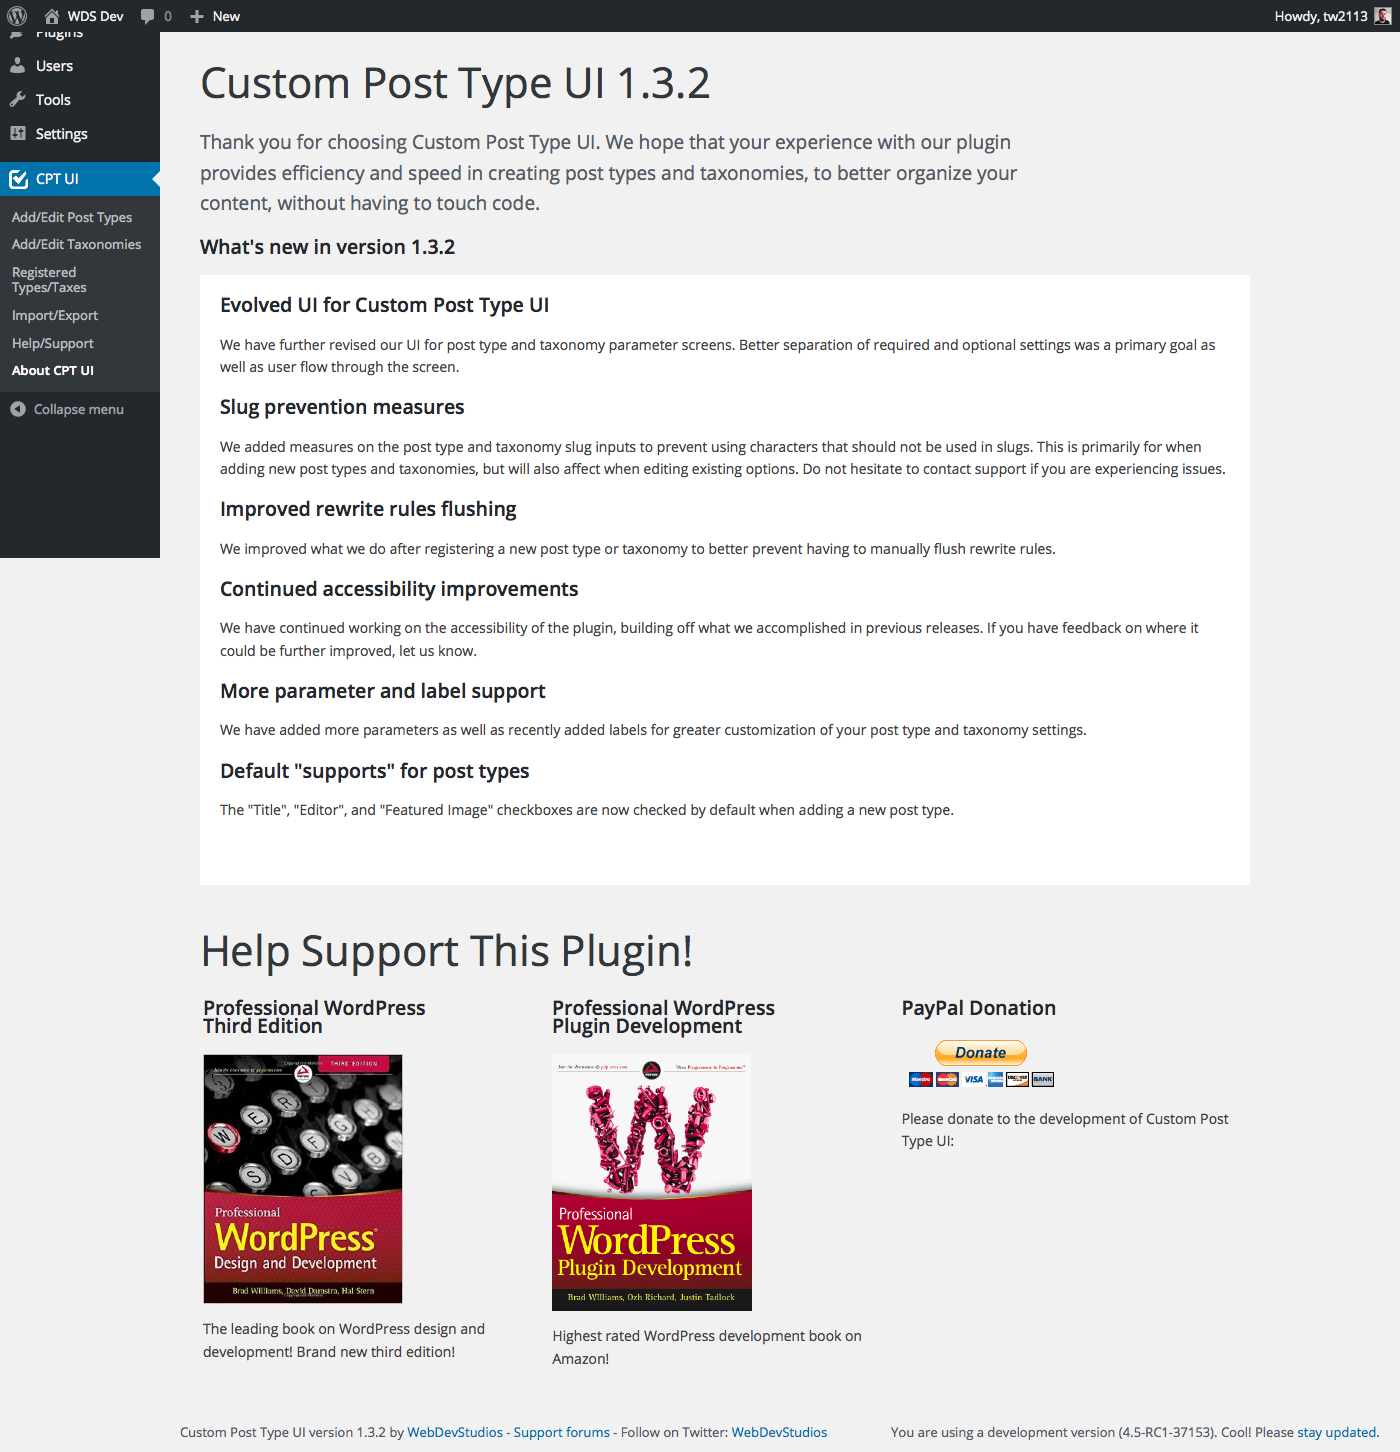 WDS Dev 0 New
Howdy, tw2113
Plugins
Users
Tools
Settings
CPT UI
Add/Edit Post Types
Add/Edit Taxonomies
Registered
Types/Taxes
Import/Export
Help/Support
About CPT UI
Collapse menu
Custom Post Type UI 1.3.2
Thank you for choosing Custom Post Type UI. We hope that your experience with our plugin
provides efficiency and speed in creating post types and taxonomies, to better organize your
content, without having to touch code.
What's new in version 1.3.2
Evolved UI for Custom Post Type UI
We have further revised our UI for post type and taxonomy parameter screens. Better separation of required and optional settings was a primary goal as
well as user flow through the screen.
Slug prevention measures
We added measures on the post type and taxonomy slug inputs to prevent using characters that should not be used in slugs. This is primarily for when
adding new post types and taxonomies, but will also affect when editing existing options. Do not hesitate to contact support if you are experiencing issues.
Improved rewrite rules flushing
We improved what we do after registering a new post type or taxonomy to better prevent having to manually flush rewrite rules.
Continued accessibility improvements
We have continued working on the accessibility of the plugin, building off what we accomplished in previous releases. If you have feedback on where it
could be further improved, let us know.
More parameter and label support
We have added more parameters as well as recently added labels for greater customization of your post type and taxonomy settings.
Default "supports" for post types
The "Title", "Editor", and "Featured Image" checkboxes are now checked by default when adding a new post type.
Help Support This Plugin!
Professional WordPress
Third Edition
THIRD EDITION
W E R
S D F G H
C V B
Professional
WordPress®
Design and Development
Brad Williams, David Damstra, Hal Stern
The leading book on WordPress design and
development! Brand new third edition!
Professional WordPress
Plugin Development
W
Professional
WordPress
Plugin Development
Brad Williams, Ozh Richard, Justin Tadlock
Highest rated WordPress development book on
Amazon!
PayPal Donation
Donate
Maestro VISA BANK
Please donate to the development of Custom Post
Type UI:
Custom Post Type UI version 1.3.2 by WebDevStudios - Support forums - Follow on Twitter: WebDevStudios
You are using a development version (4.5-RC1-37153). Cool! Please stay updated.